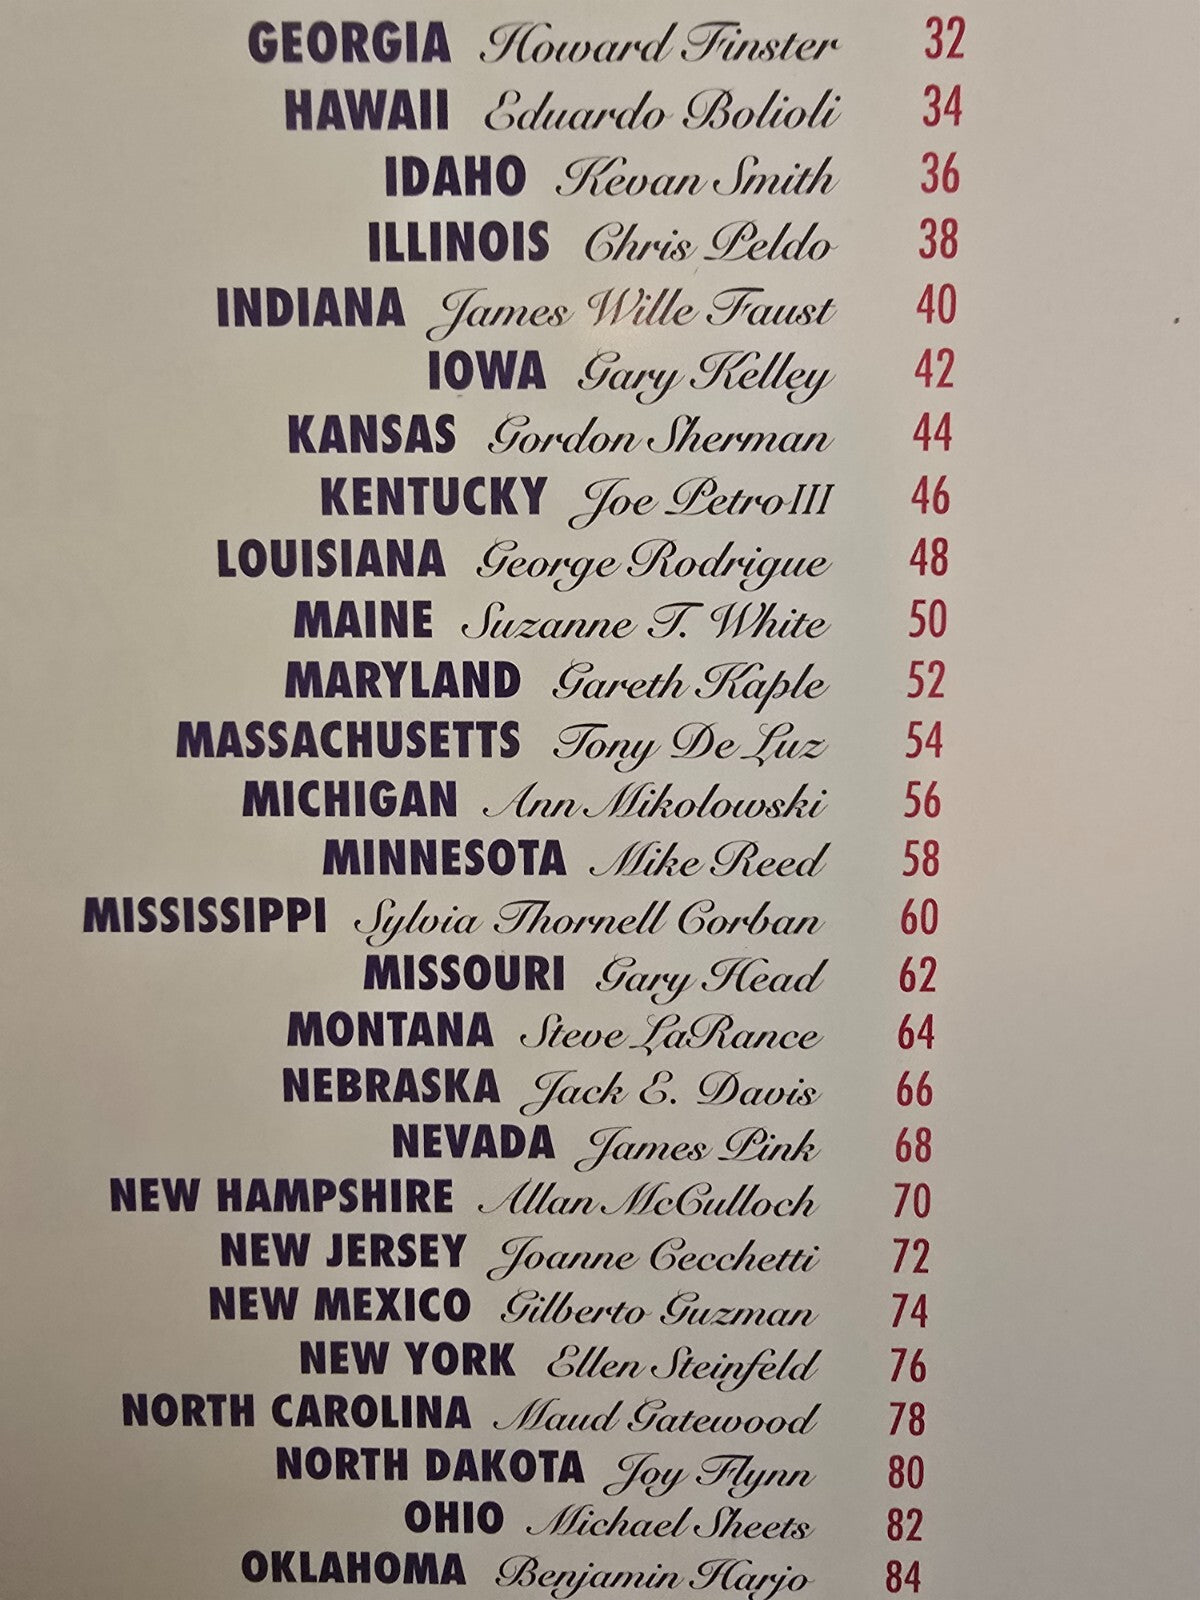 GEORGIA Howard Finster 32
HAWAII Eduardo Bolioli 34
IDAHO Kevan Smith 36
ILLINOIS Chris Peldo 38
INDIANA James Wille Faust 40
IOWA Gary Kelley 42
KANSAS Gordon Sherman 44
KENTUCKY Joe Petro III 46
LOUISIANA George Rodrigue 48
MAINE Suzanne T. White 50
MARYLAND Gareth Kaple 52
MASSACHUSETTS Tony De Luz 54
MICHIGAN Ann Mikolowski 56
MINNESOTA Mike Reed 58
MISSISSIPPI Sylvia Thornell Corban 60
MISSOURI Gary Head 62
MONTANA Steve LaRance 64
NEBRASKA Jack E. Davis 66
NEVADA James Pink 68
NEW HAMPSHIRE Allan McCulloch 70
NEW JERSEY Joanne Cecchetti 72
NEW MEXICO Gilberto Guzman 74
NEW YORK Ellen Steinfeld 76
NORTH CAROLINA Maud Gatewood 78
NORTH DAKOTA Joy Flynn 80
OHIO Michael Sheets 82
OKLAHOMA Benjamin Harjo 84